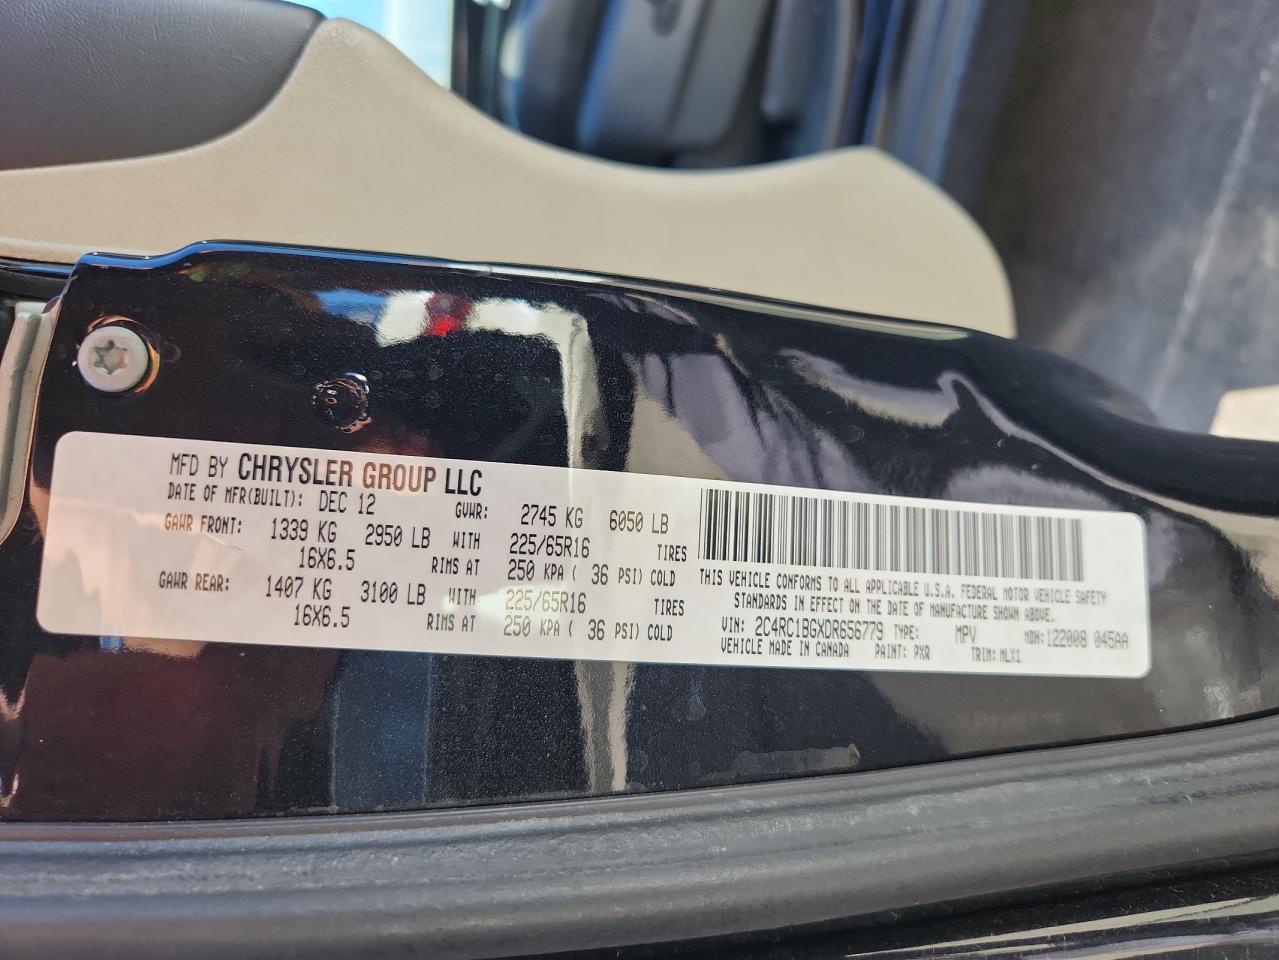 MFD BY CHRYSLER GROUP LLC
DATE OF MFR(BUILT): DEC 12 GVWR: 2745 KG 6050 LB
GAWR FRONT: 1339 KG 2950 LB WITH 225/65R16 TIRES
16X6.5 RIMS AT 250 KPA ( 36 PSI) COLD
GAWR REAR: 1407 KG 3100 LB WITH 225/65R16 TIRES
16X6.5 RIMS AT 250 KPA ( 36 PSI) COLD
THIS VEHICLE CONFORMS TO ALL APPLICABLE U.S.A. FEDERAL MOTOR VEHICLE SAFETY
STANDARDS IN EFFECT ON THE DATE OF MANUFACTURE SHOWN ABOVE.
VIN: 2C4RC1BGXDR656779 TYPE: MPV MDH:122008 045AA
VEHICLE MADE IN CANADA PAINT: PXR TRIM: MLX1